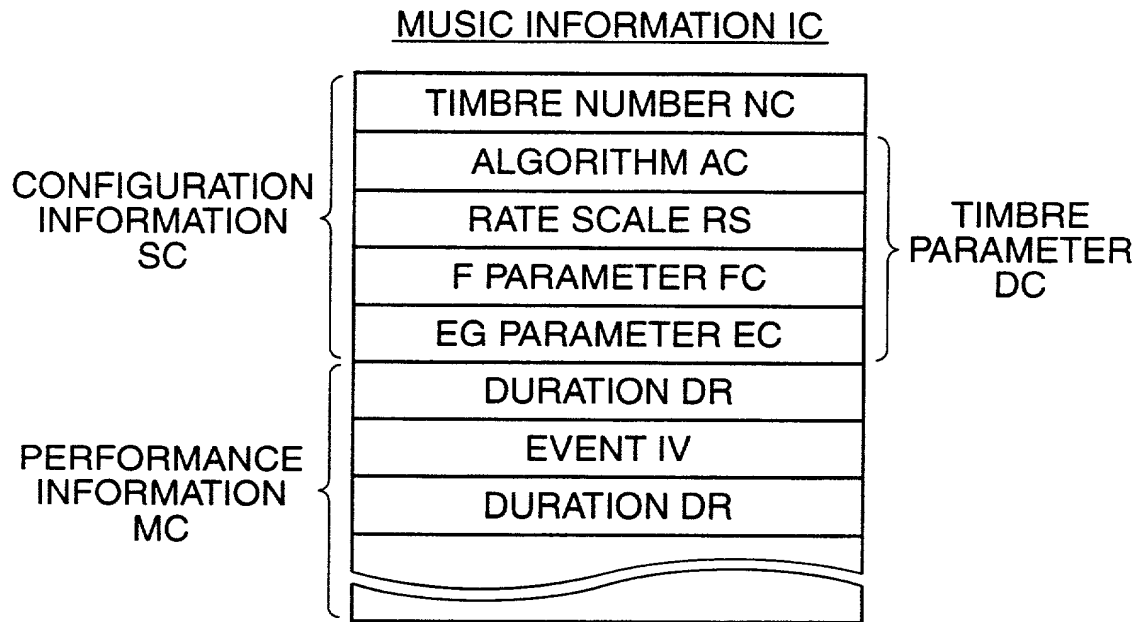 MUSIC INFORMATION IC
TIMBRE NUMBER NC
ALGORITHM AC
RATE SCALE RS
F PARAMETER FC
EG PARAMETER EC
DURATION DR
EVENT IV
DURATION DR
CONFIGURATION
INFORMATION
SC
PERFORMANCE
INFORMATION
MC
TIMBRE
PARAMETER
DC